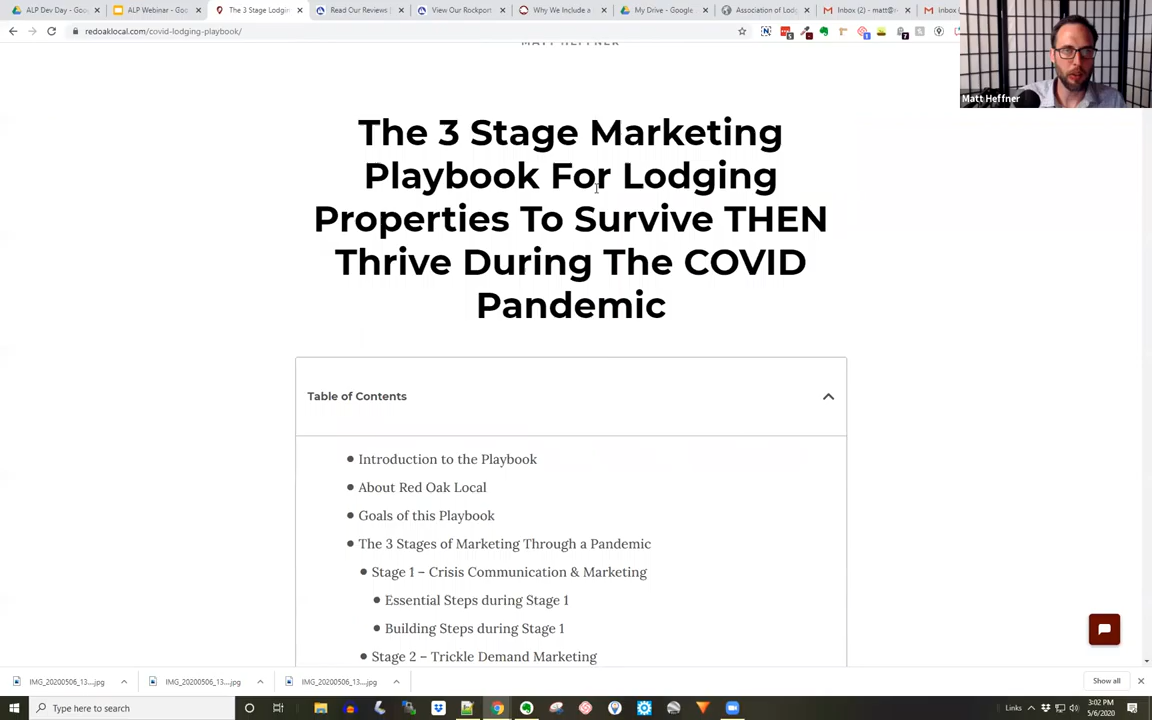 ALP Dev Day - Goo
ALP Webinar - Goo
The 3 Stage Lodgin
Read Our Reviews
View Our Rockport
Why We Include a
My Drive - Google
Association of Lod
Inbox (2) - matt@
Inbox
redoaklocal.com/covid-lodging-playbook/
MATT HEFFNER
Matt Heffner
The 3 Stage Marketing
Playbook For Lodging
Properties To Survive THEN
Thrive During The COVID
Pandemic
Table of Contents
Introduction to the Playbook
About Red Oak Local
Goals of this Playbook
The 3 Stages of Marketing Through a Pandemic
Stage 1 – Crisis Communication & Marketing
Essential Steps during Stage 1
Building Steps during Stage 1
Stage 2 – Trickle Demand Marketing
IMG_20200506_13....jpg
IMG_20200506_13....jpg
IMG_20200506_13....jpg
Show all
Type here to search
Links
3:02 PM
5/6/2020